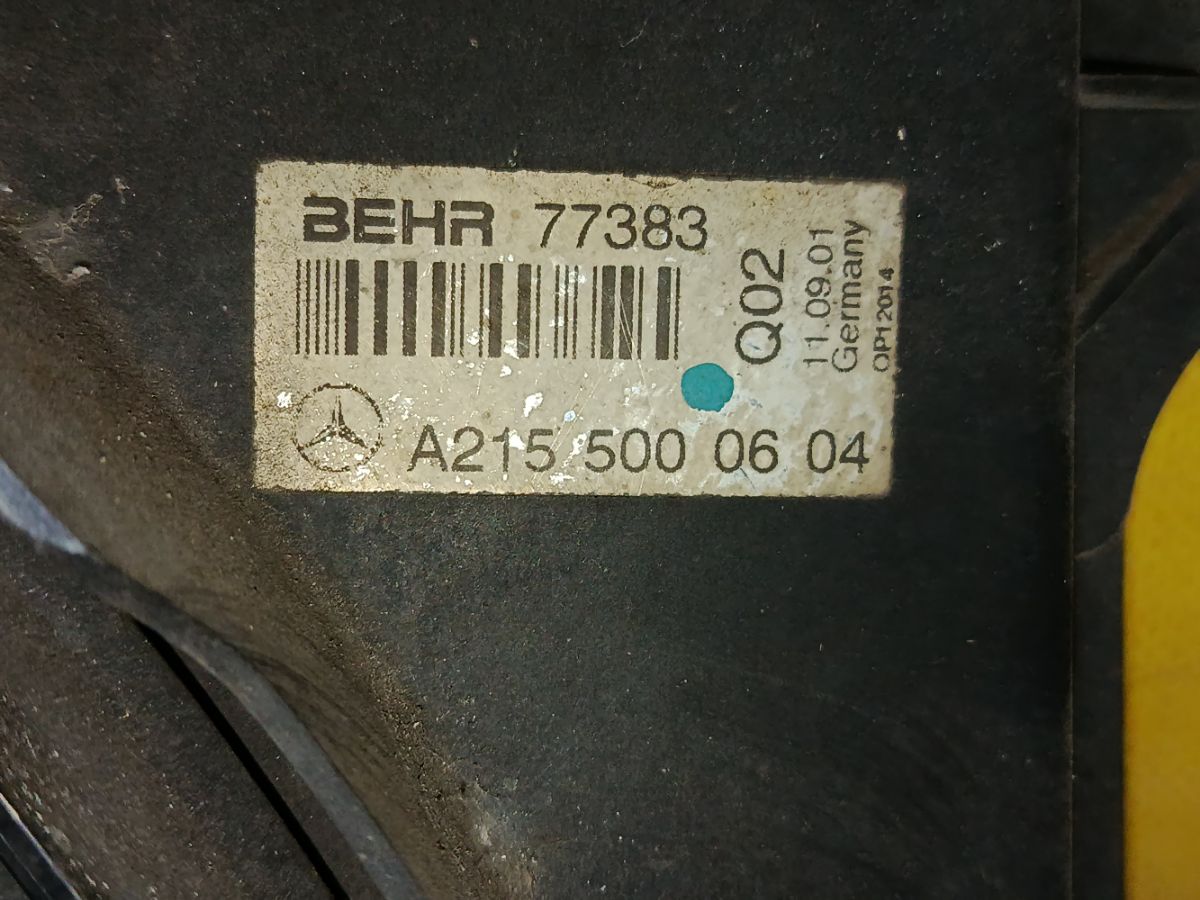 BEHR 77383
Q02
11.09.01
Germany
OP12014
A215 500 06 04